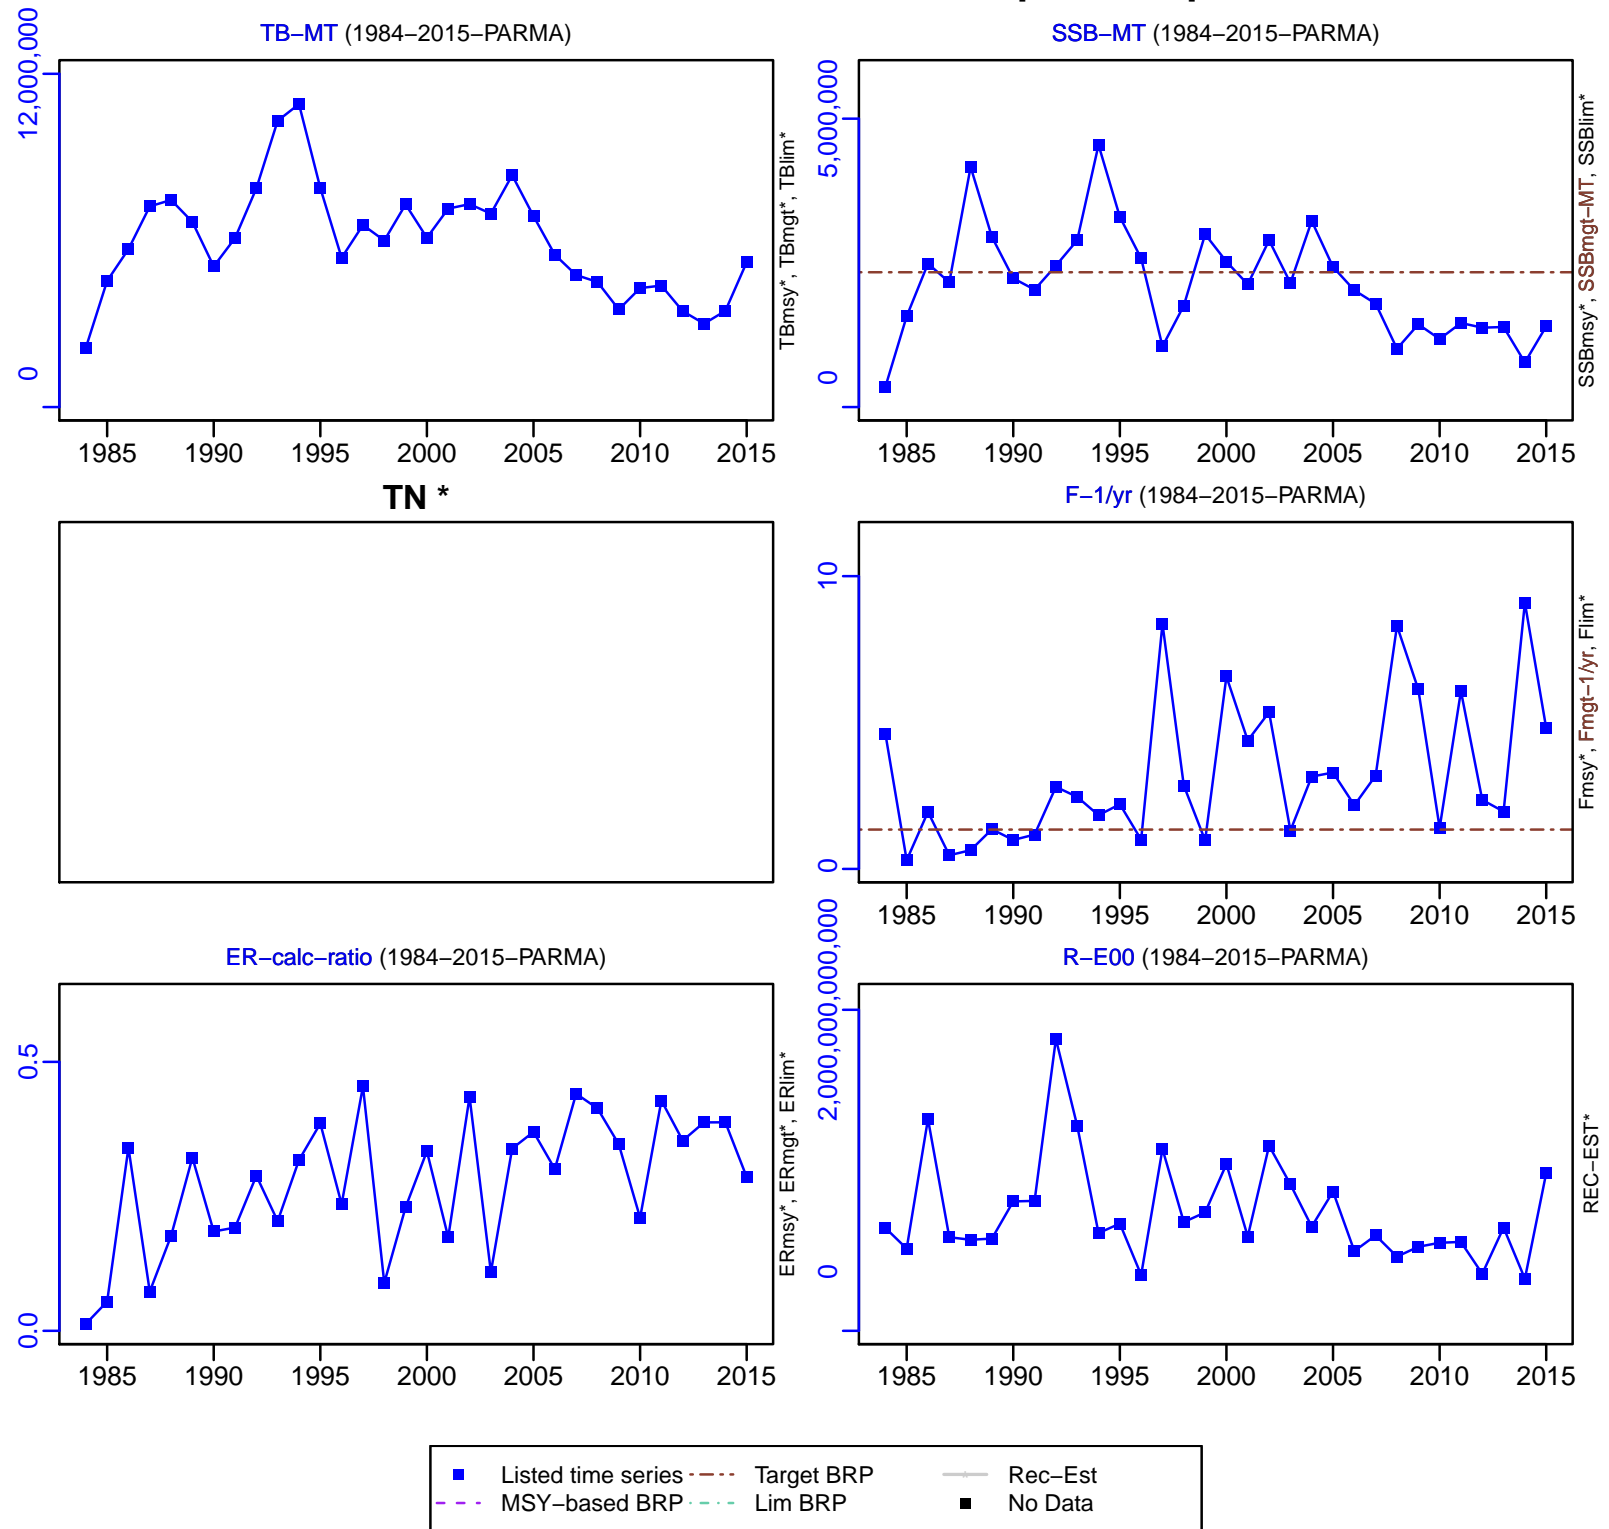 TB−MT (1984−2015−PARMA)
12,000,000
0
1985 1990 1995 2000 2005 2010 2015
TBmsy*, TBmgt*, TBlim*
SSB−MT (1984−2015−PARMA)
5,000,000
0
1985 1990 1995 2000 2005 2010 2015
SSBmsy*, SSBmgt−MT, SSBlim*
TN *
F−1/yr (1984−2015−PARMA)
10
0
1985 1990 1995 2000 2005 2010 2015
Fmsy*, Fmgt−1/yr, Flim*
ER−calc−ratio (1984−2015−PARMA)
0.5
0.0
1985 1990 1995 2000 2005 2010 2015
ERmsy*, ERmgt*, ERlim*
R−E00 (1984−2015−PARMA)
2,000,000,000,000
0
1985 1990 1995 2000 2005 2010 2015
REC−EST*
Listed time series Target BRP Rec−Est
MSY−based BRP Lim BRP No Data